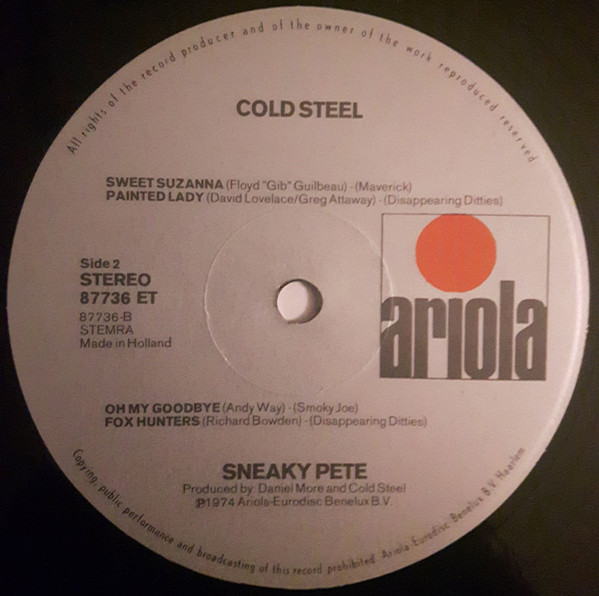 All rights of the record producer and of the owner of the work reproduced reserved
COLD STEEL
SWEET SUZANNA (Floyd "Gib" Guilbeau) - (Maverick)
PAINTED LADY (David Lovelace/Greg Attaway) - (Disappearing Ditties)
Side 2
STEREO
87736 ET
87736-B
STEMRA
Made in Holland
ariola
OH MY GOODBYE (Andy Way) - (Smoky Joe)
FOX HUNTERS (Richard Bowden) - (Disappearing Ditties)
SNEAKY PETE
Produced by: Daniel More and Cold Steel
℗1974 Ariola-Eurodisc Benelux B.V.
Copying, public performance and broadcasting of this record prohibited. Ariola-Eurodisc Benelux B.V. Haarlem